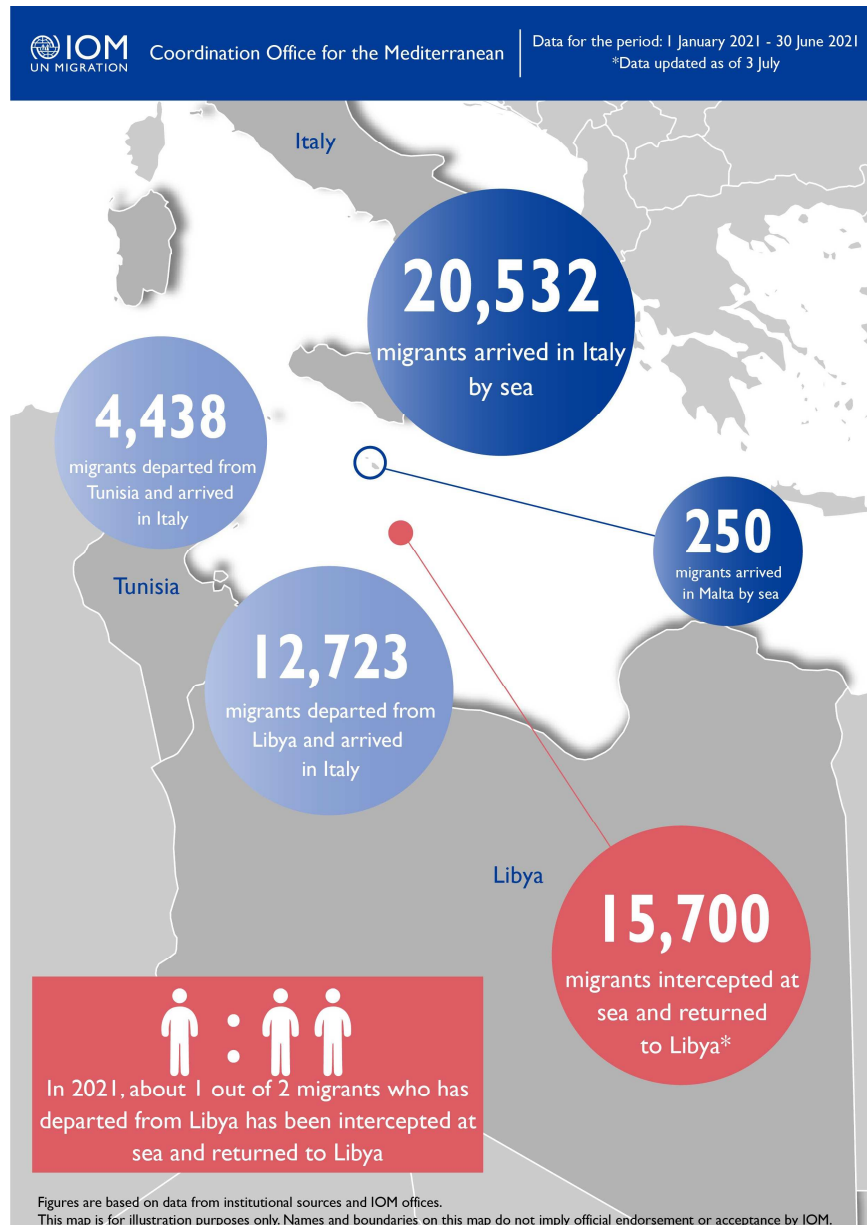 IOM
UN MIGRATION
Coordination Office for the Mediterranean
Data for the period: 1 January 2021 - 30 June 2021
*Data updated as of 3 July
Italy
20,532
migrants arrived in Italy
by sea
4,438
migrants departed from
Tunisia and arrived
in Italy
250
migrants arrived
in Malta by sea
Tunisia
12,723
migrants departed from
Libya and arrived
in Italy
Libya
15,700
migrants intercepted at
sea and returned
to Libya*
:
In 2021, about 1 out of 2 migrants who has
departed from Libya has been intercepted at
sea and returned to Libya
Figures are based on data from institutional sources and IOM offices.
This map is for illustration purposes only. Names and boundaries on this map do not imply official endorsement or acceptance by IOM.